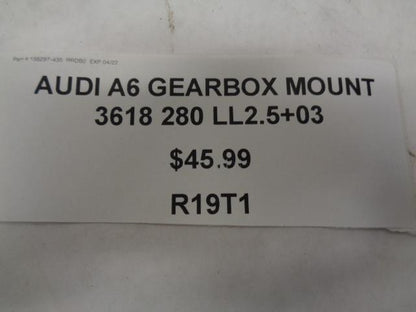 AUDI A6 GEARBOX MOUNT
3618 280 LL2.5+03
$45.99
R19T1